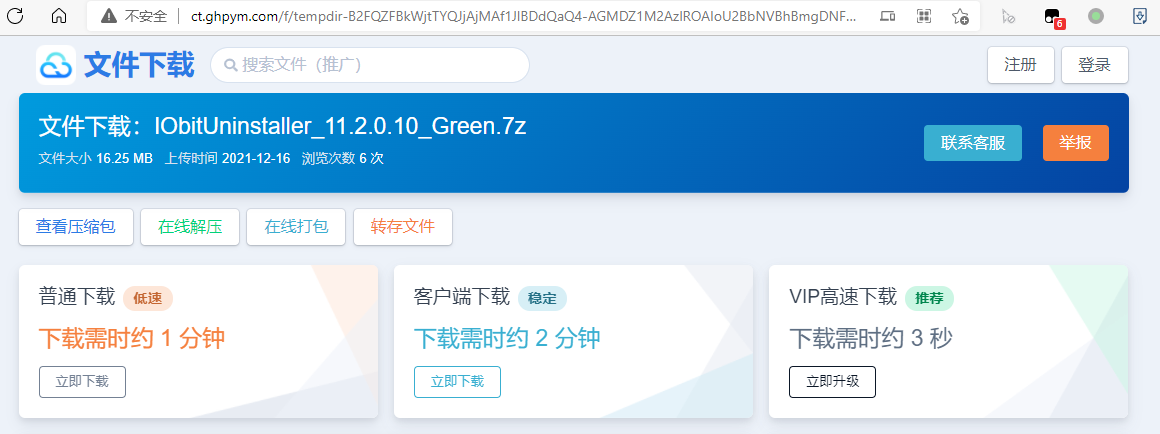 不安全 ct.ghpym.com/f/tempdir-B2FQZFBkWjtTYQJjAjMAf1JIBDdQaQ4-AGMDZ1M2AzIROAIoU2BbNVBhBmgDNF...
6
文件下载 搜索文件（推广） 注册 登录
文件下载：IObitUninstaller_11.2.0.10_Green.7z
文件大小 16.25 MB 上传时间 2021-12-16 浏览次数 6 次
联系客服 举报
查看压缩包 在线解压 在线打包 转存文件
普通下载 低速
下载需时约 1 分钟
立即下载
客户端下载 稳定
下载需时约 2 分钟
立即下载
VIP高速下载 推荐
下载需时约 3 秒
立即升级